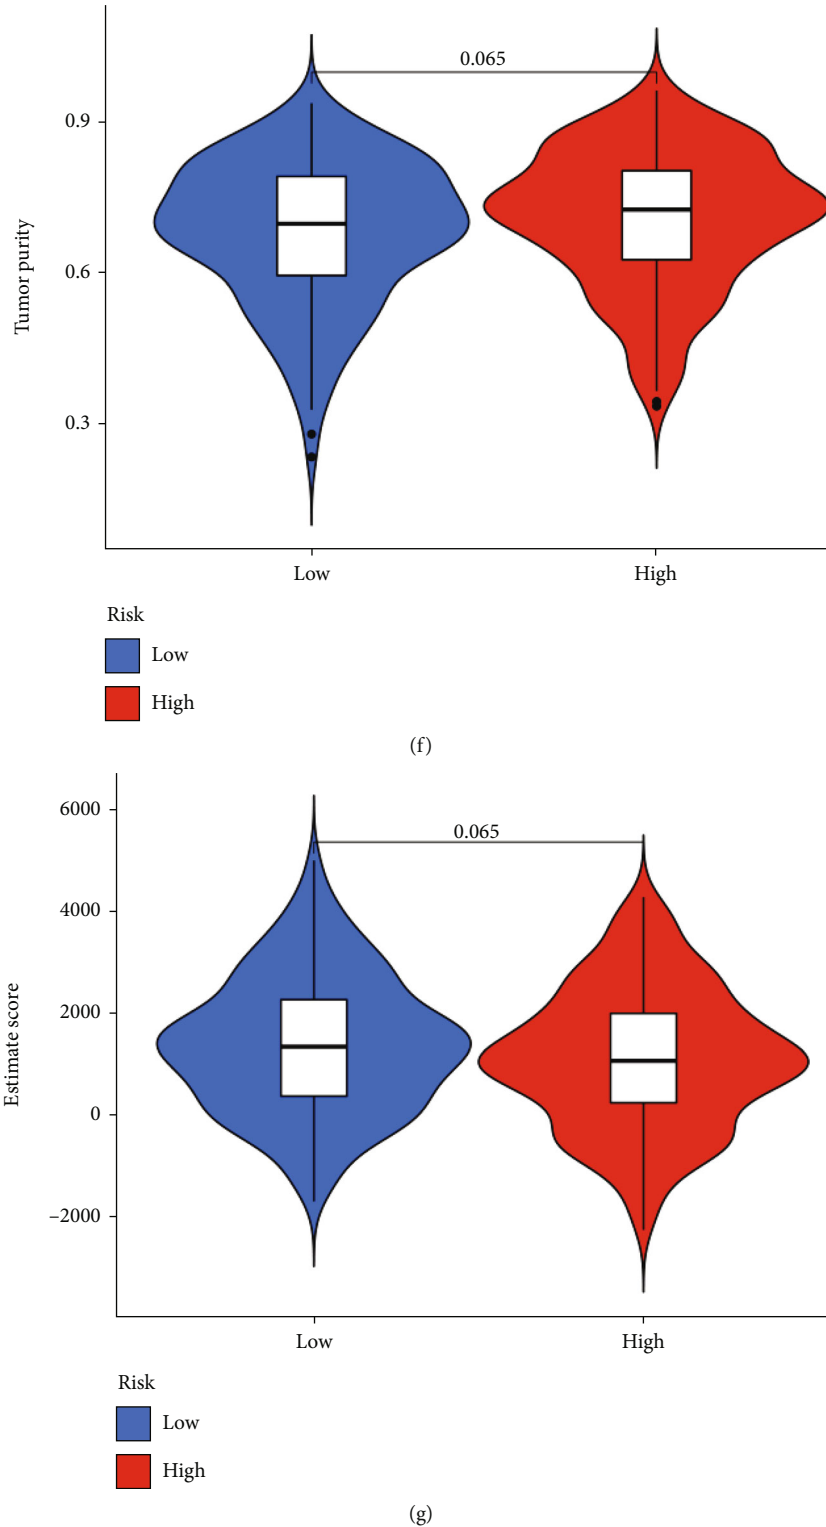 0.065
0.9
0.6
0.3
Tumor purity
Low
High
Risk
Low
High
(f)
6000
0.065
4000
2000
0
−2000
Estimate score
Low
High
Risk
Low
High
(g)